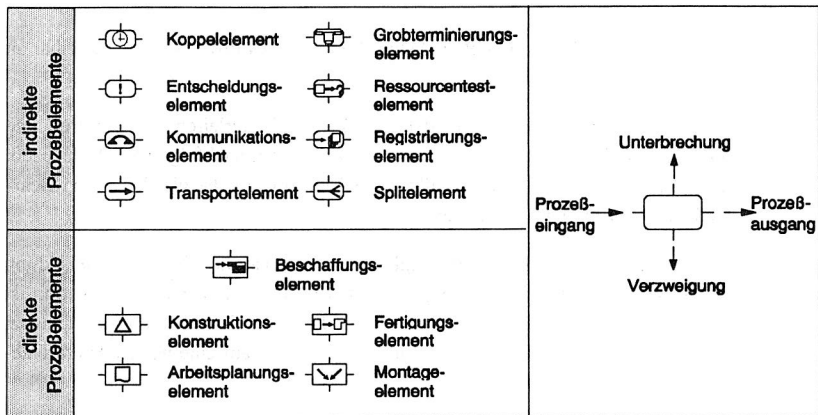 indirekte
Prozeßelemente
Koppelelement
Grobterminierungs-
element
Entscheidungs-
element
Ressourcentest-
element
Kommunikations-
element
Registrierungs-
element
Transportelement
Splitelement
direkte
Prozeßelemente
Beschaffungs-
element
Konstruktions-
element
Fertigungs-
element
Arbeitsplanungs-
element
Montage-
element
Unterbrechung
Prozeß-
eingang
Prozeß-
ausgang
Verzweigung